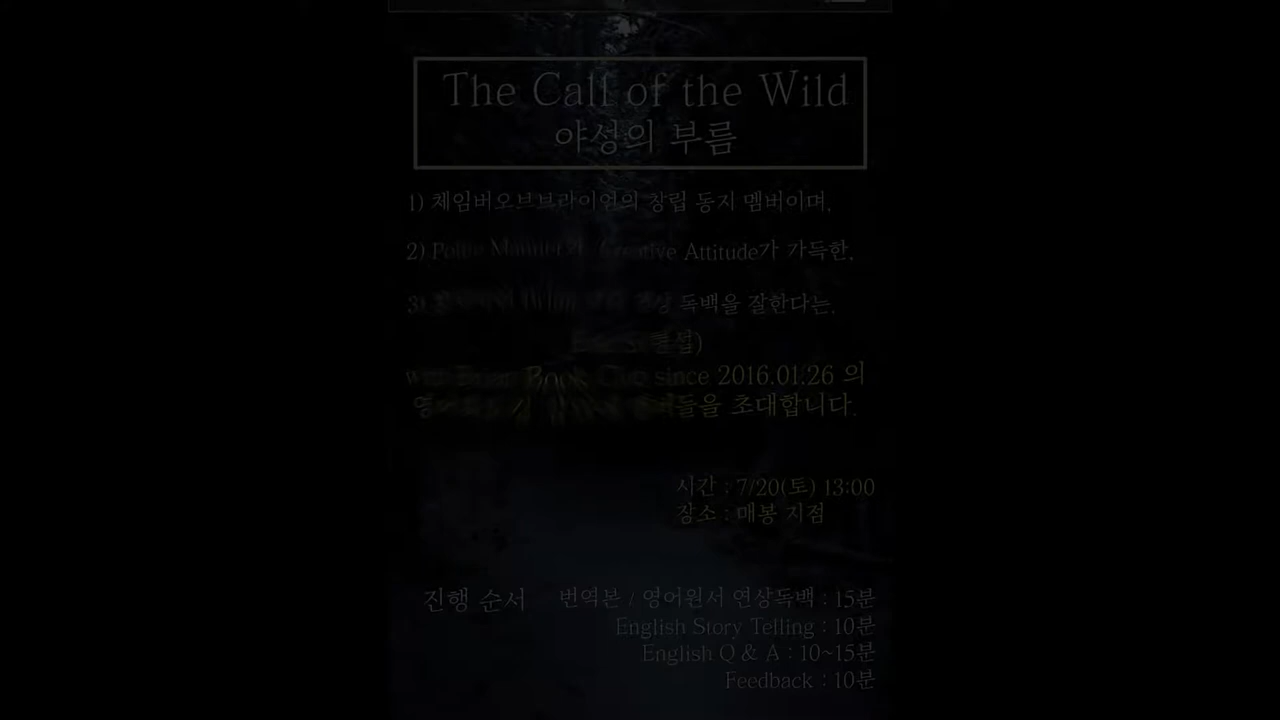 The Call of the Wild
야성의 부름
1) 체임버오브브라이언의 창립 동지 멤버이며,
2) Polite Manner Creative Attitude가 가득한,
3) 독백을 잘한다는,
Book Club since 2016.01.26 의
들을 초대합니다.
시간 : 7/20(토) 13:00
장소 : 매봉 지점
진행 순서 번역본 / 영어원서 연상독백 : 15분
English Story Telling : 10분
English Q & A : 10~15분
Feedback : 10분